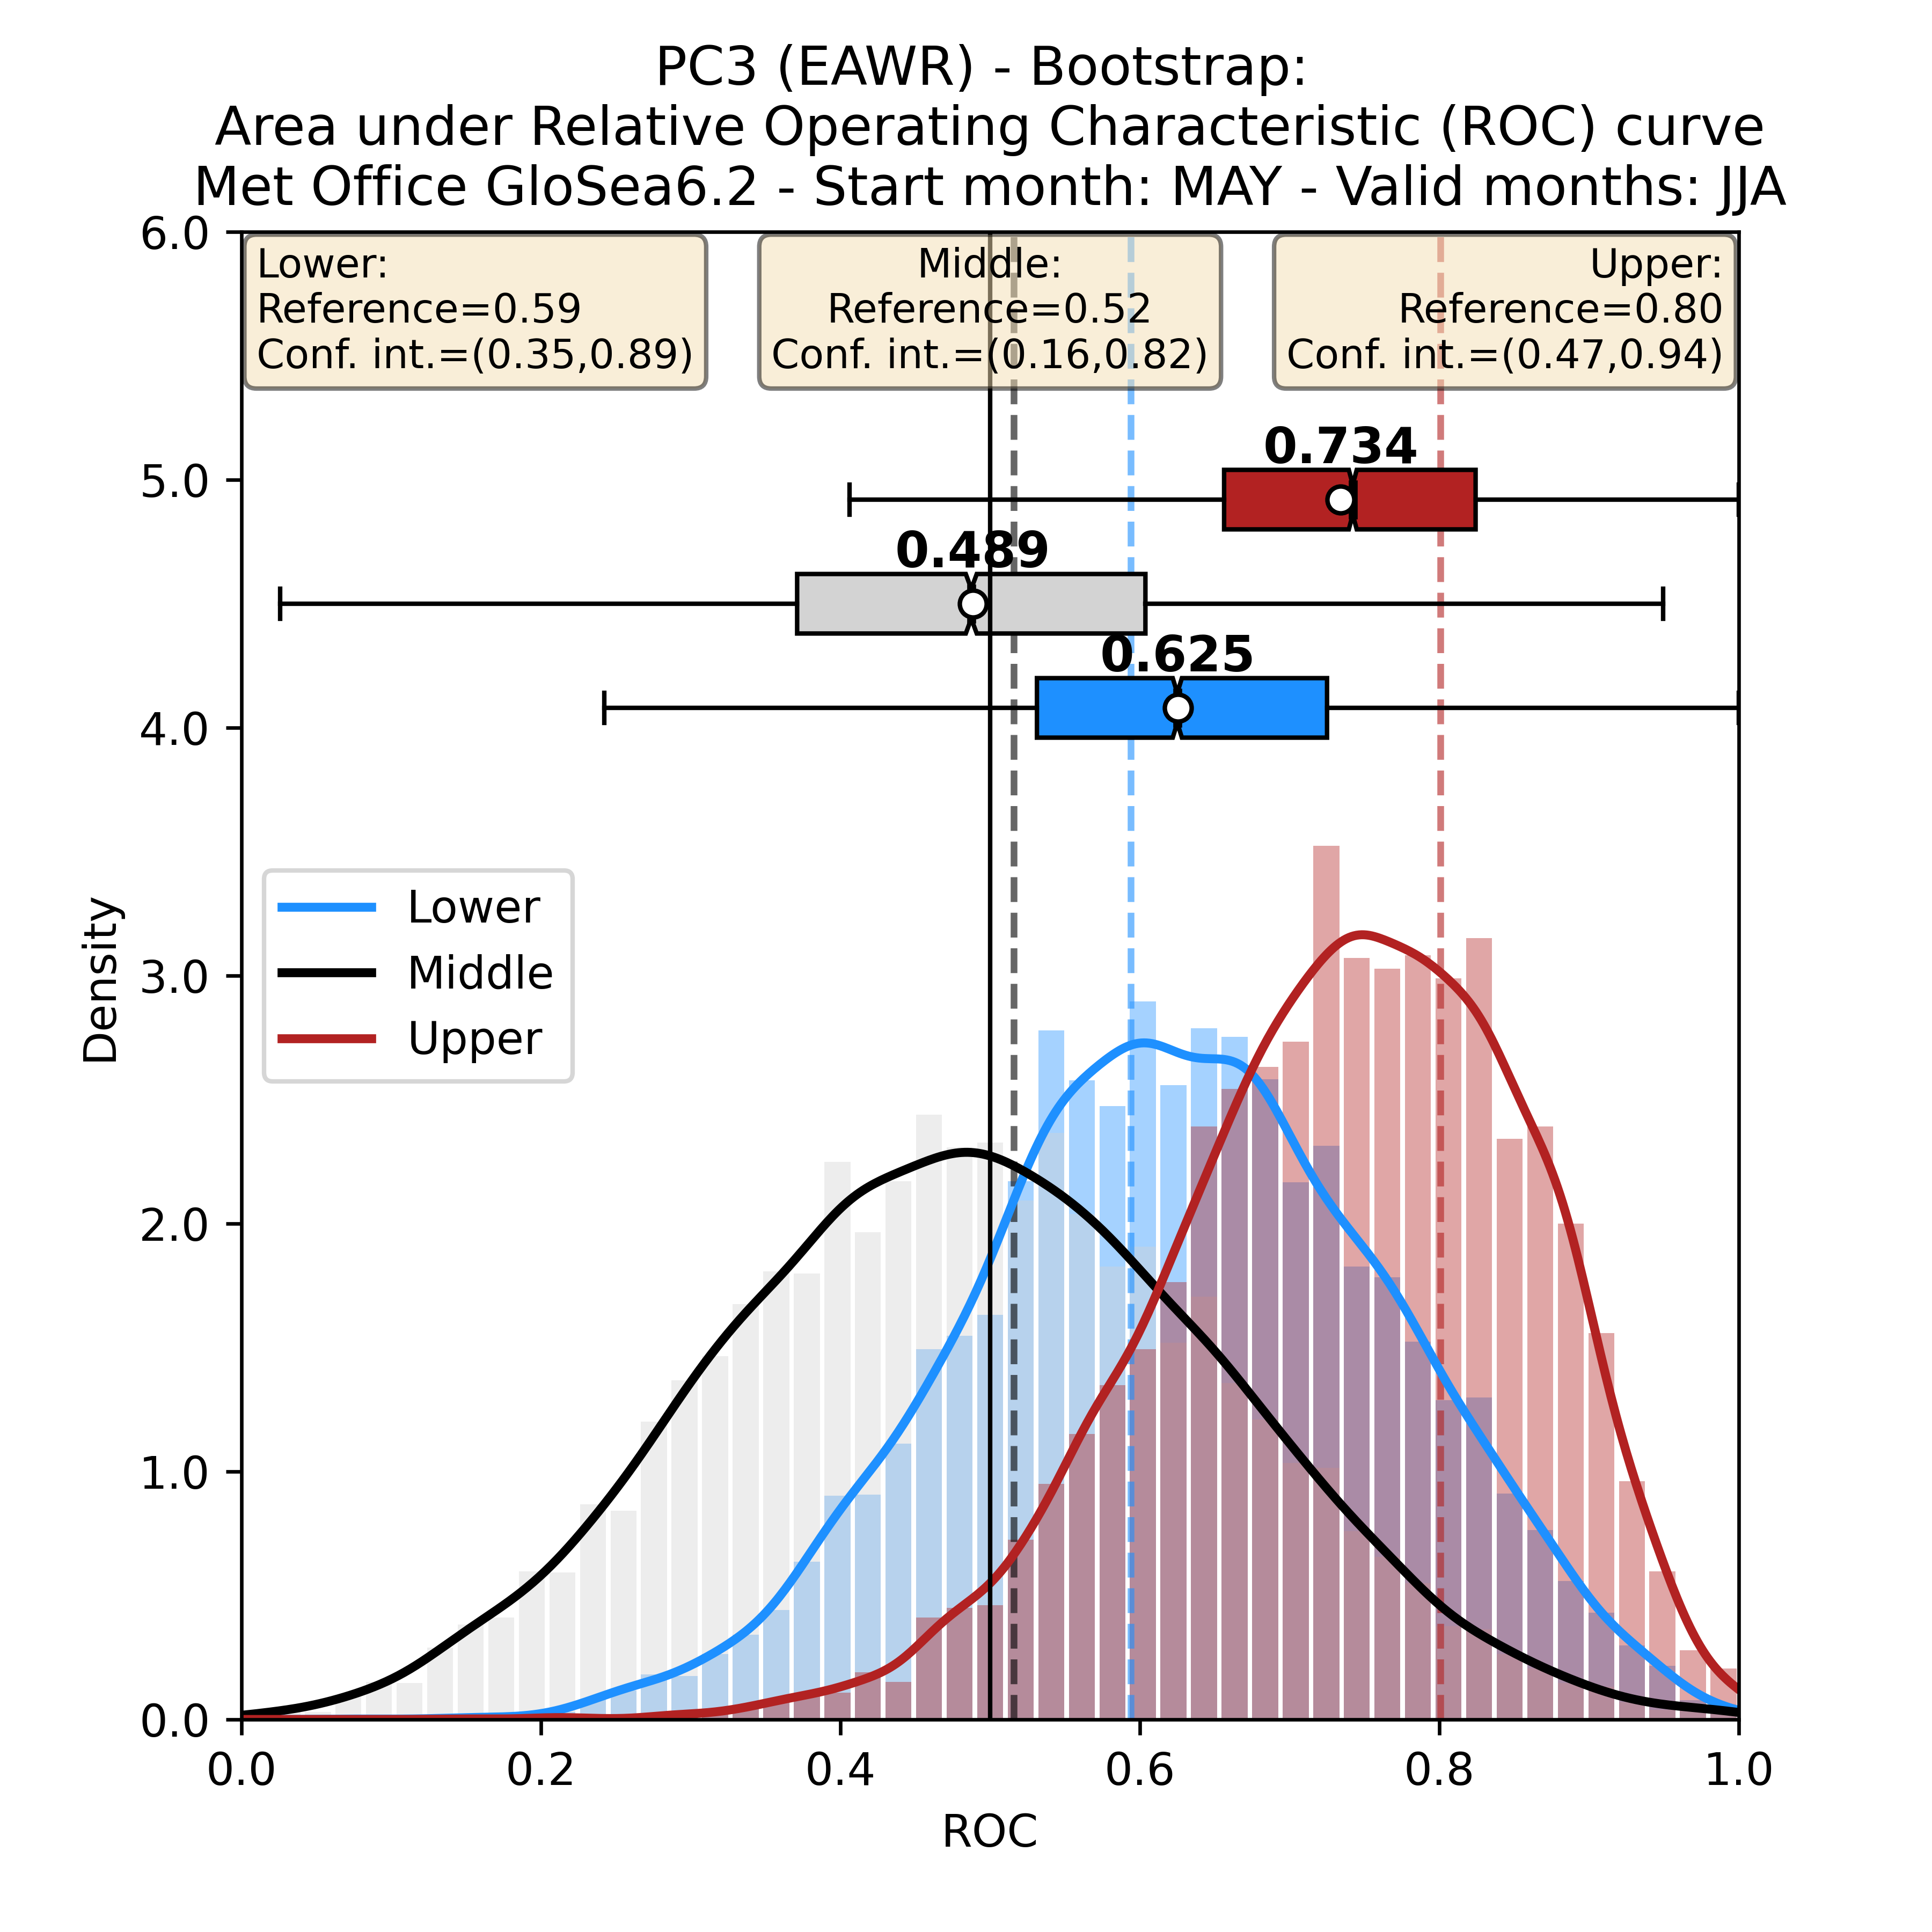 PC3 (EAWR) - Bootstrap:
Area under Relative Operating Characteristic (ROC) curve
Met Office GloSea6.2 - Start month: MAY - Valid months: JJA
Lower:
Reference=0.59
Conf. int.=(0.35,0.89)
Middle:
Reference=0.52
Conf. int.=(0.16,0.82)
Upper:
Reference=0.80
Conf. int.=(0.47,0.94)
0.734
0.489
0.625
Lower
Middle
Upper
Density
6.0
5.0
4.0
3.0
2.0
1.0
0.0
0.0 0.2 0.4 0.6 0.8 1.0
ROC